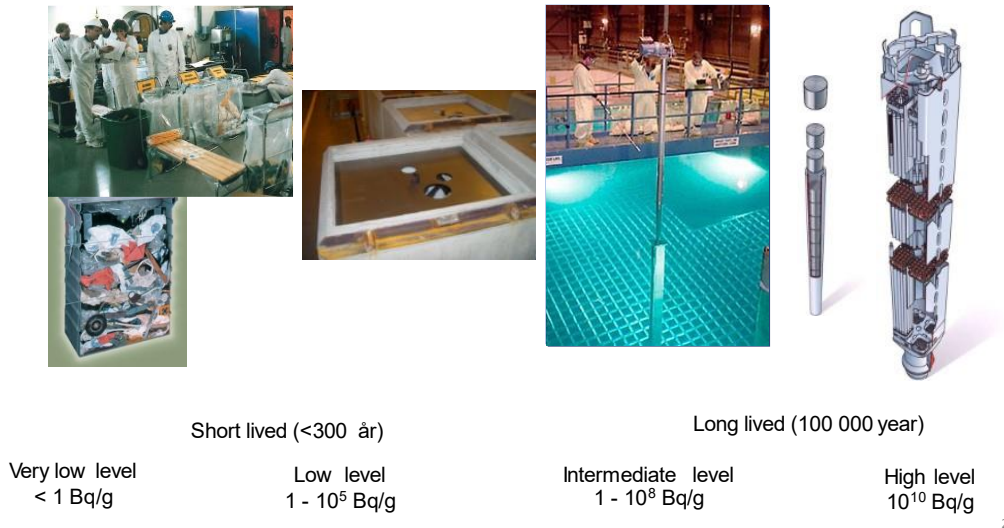 Short lived (<300 år)
Long lived (100 000 year)
Very low level
< 1 Bq/g
Low level
1 - 10⁵ Bq/g
Intermediate level
1 - 10⁸ Bq/g
High level
10¹⁰ Bq/g